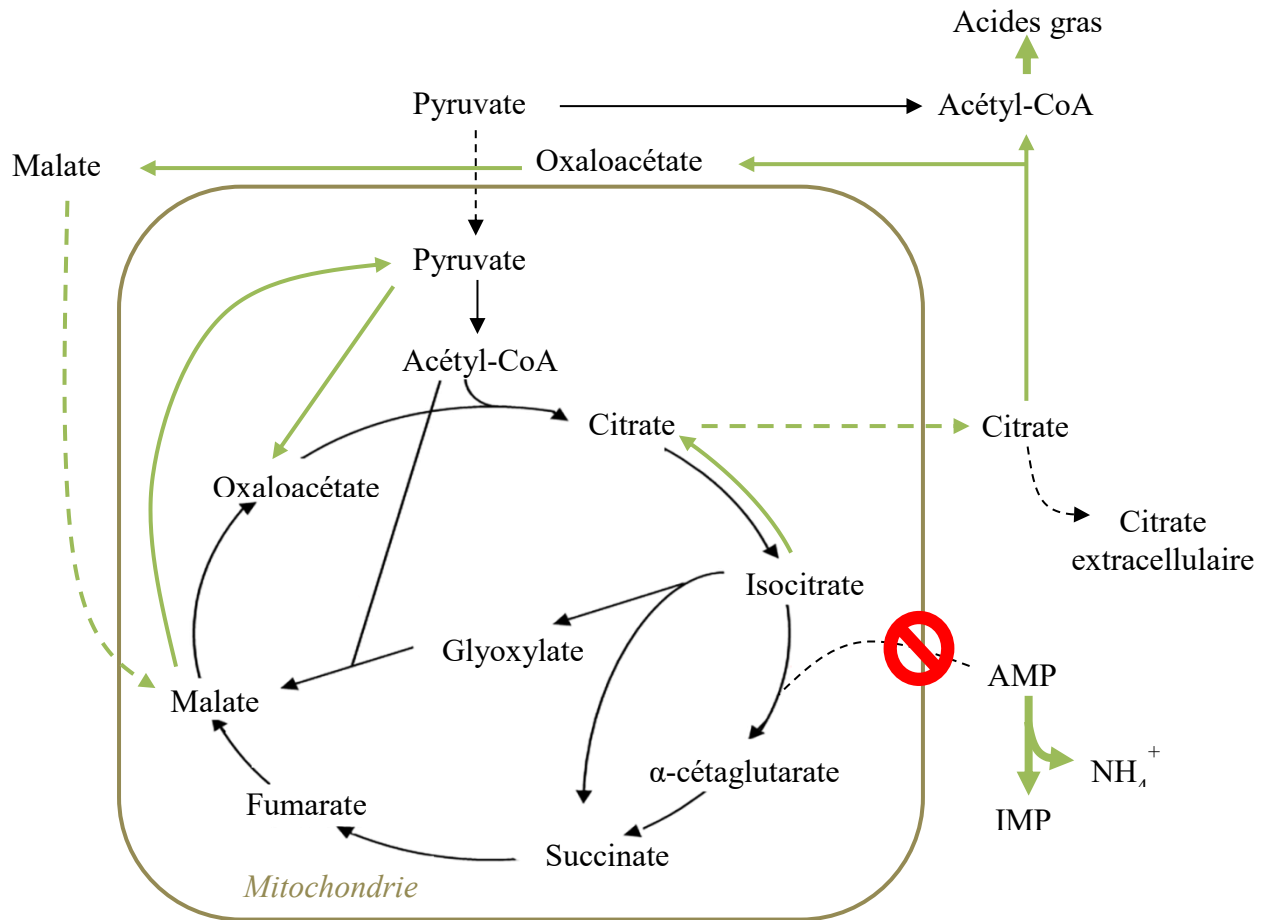 Acides gras
Pyruvate
Acétyl-CoA
Malate
Oxaloacétate
Pyruvate
Acétyl-CoA
Citrate
Citrate
Oxaloacétate
Citrate
extracellulaire
Isocitrate
Glyoxylate
AMP
Malate
α-cétaglutarate
NH4+
Fumarate
IMP
Succinate
Mitochondrie